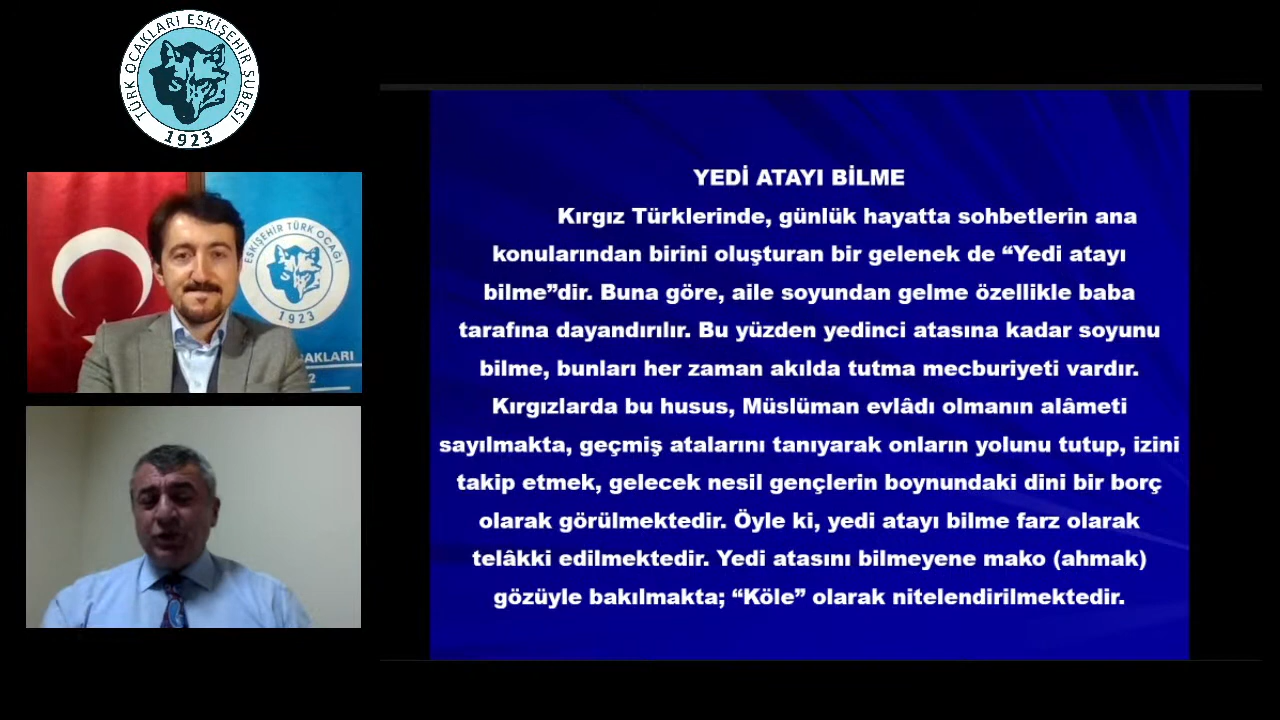 TÜRK OCAKLARI ESKİŞEHİR ŞUBESİ
1923
ESKİŞEHİR TÜRK OCAĞI
1923
AKLARI
2
YEDİ ATAYI BİLME
Kırgız Türklerinde, günlük hayatta sohbetlerin ana
konularından birini oluşturan bir gelenek de “Yedi atayı
bilme”dir. Buna göre, aile soyundan gelme özellikle baba
tarafına dayandırılır. Bu yüzden yedinci atasına kadar soyunu
bilme, bunları her zaman akılda tutma mecburiyeti vardır.
Kırgızlarda bu husus, Müslüman evlâdı olmanın alâmeti
sayılmakta, geçmiş atalarını tanıyarak onların yolunu tutup, izini
takip etmek, gelecek nesil gençlerin boynundaki dini bir borç
olarak görülmektedir. Öyle ki, yedi atayı bilme farz olarak
telâkki edilmektedir. Yedi atasını bilmeyene mako (ahmak)
gözüyle bakılmakta; “Köle” olarak nitelendirilmektedir.